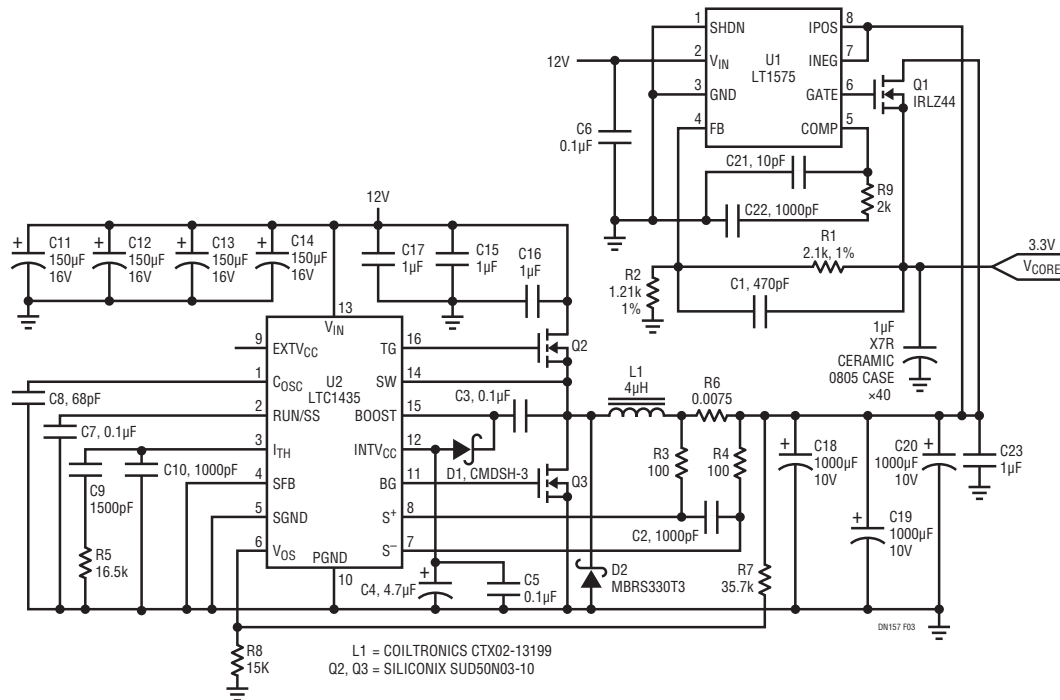 1
SHDN
IPOS
8
12V
2
VIN
U1
LT1575
INEG
7
3
GND
GATE
6
Q1
IRLZ44
4
FB
COMP
5
C6
0.1µF
C21, 10pF
C22, 1000pF
R9
2k
R1
2.1k, 1%
3.3V
VCORE
R2
1.21k
1%
C1, 470pF
1µF
X7R
CERAMIC
0805 CASE
×40
12V
+
C11
150µF
16V
+
C12
150µF
16V
+
C13
150µF
16V
+
C14
150µF
16V
C17
1µF
C15
1µF
C16
1µF
13
VIN
9
EXTVCC
TG
16
Q2
U2
LTC1435
1
COSC
SW
14
C8, 68pF
2
RUN/SS
BOOST
15
C3, 0.1µF
L1
4µH
R6
0.0075
C7, 0.1µF
3
ITH
INTVCC
12
D1, CMDSH-3
C10, 1000pF
C9
1500pF
4
SFB
BG
11
Q3
R3
100
R4
100
5
SGND
S+
8
C2, 1000pF
6
VOS
S–
7
PGND
10
R5
16.5k
C4, 4.7µF
+
C5
0.1µF
D2
MBRS330T3
R7
35.7k
+
C18
1000µF
10V
+
C19
1000µF
10V
+
C20
1000µF
10V
C23
1µF
DN157 F03
R8
15K
L1 = COILTRONICS CTX02-13199
Q2, Q3 = SILICONIX SUD50N03-10